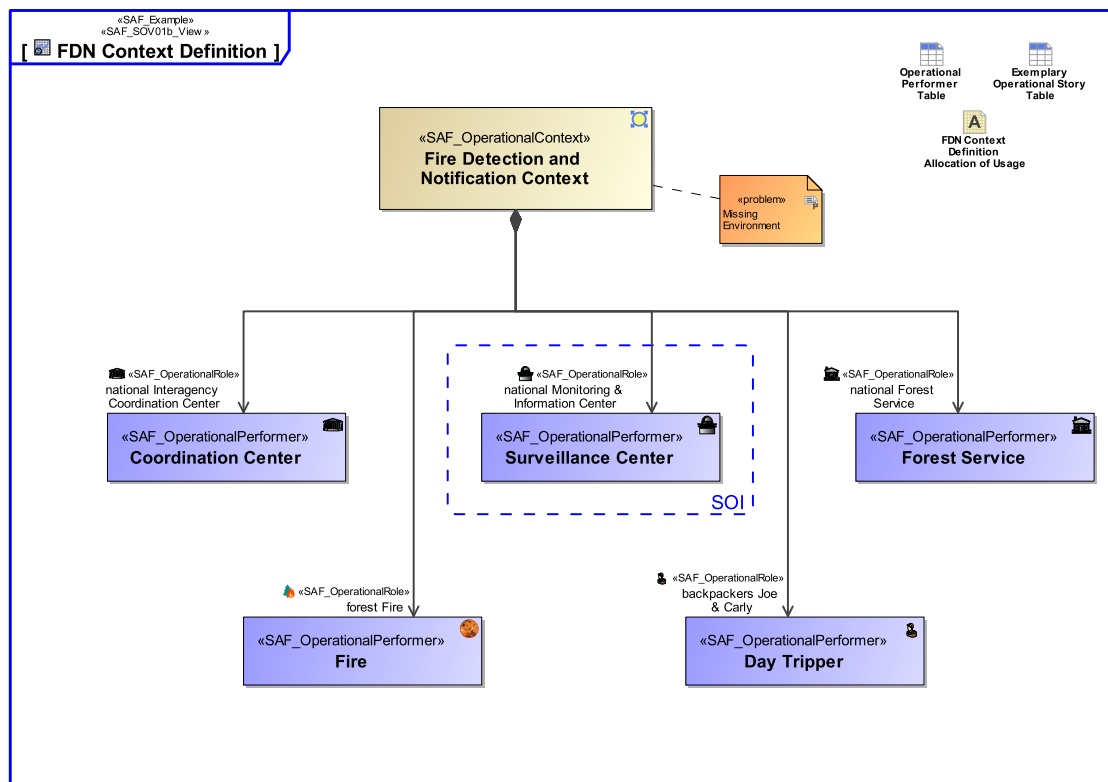 «SAF_Example»
«SAF_SOV01b_View »
[ FDN Context Definition ]
Operational
Performer
Table
Exemplary
Operational Story
Table
A
FDN Context
Definition
Allocation of Usage
«SAF_OperationalContext»
Fire Detection and
Notification Context
«problem»
P
Missing
Environment
«SAF_OperationalRole»
national Interagency
Coordination Center
«SAF_OperationalPerformer»
Coordination Center
«SAF_OperationalRole»
national Monitoring &
Information Center
«SAF_OperationalPerformer»
Surveillance Center
SOI
«SAF_OperationalRole»
national Forest
Service
«SAF_OperationalPerformer»
Forest Service
«SAF_OperationalRole»
forest Fire
«SAF_OperationalPerformer»
Fire
«SAF_OperationalRole»
backpackers Joe
& Carly
«SAF_OperationalPerformer»
Day Tripper